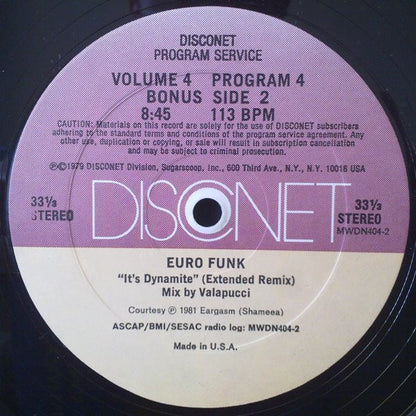 DISCONET
PROGRAM SERVICE
VOLUME 4 PROGRAM 4
BONUS SIDE 2
8:45 113 BPM
CAUTION: Materials on this record are solely for the use of DISCONET subscribers
adhering to the standard terms and conditions of the program service agreement. Any
other use, duplication, copying, or sale will result in subscription cancellation
and may be subject to criminal prosecution.
℗©1979 DISCONET Division, Sugarscoop, Inc., 600 Third Ave., N.Y., N.Y. 10016 USA
33⅓ STEREO
33⅓ STEREO
MWDN404-2
DISCONET
EURO FUNK
“It's Dynamite” (Extended Remix)
Mix by Valapucci
Courtesy ℗ 1981 Eargasm (Shameea)
ASCAP/BMI/SESAC radio log: MWDN404-2
Made in U.S.A.